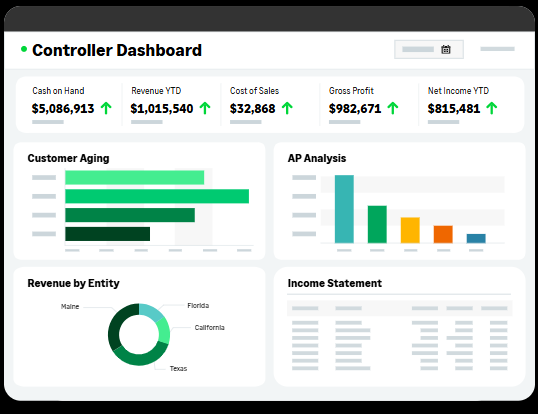 Controller Dashboard
Cash on Hand
$5,086,913
Revenue YTD
$1,015,540
Cost of Sales
$32,868
Gross Profit
$982,671
Net Income YTD
$815,481
Customer Aging
AP Analysis
Revenue by Entity
Maine
Florida
California
Texas
Income Statement